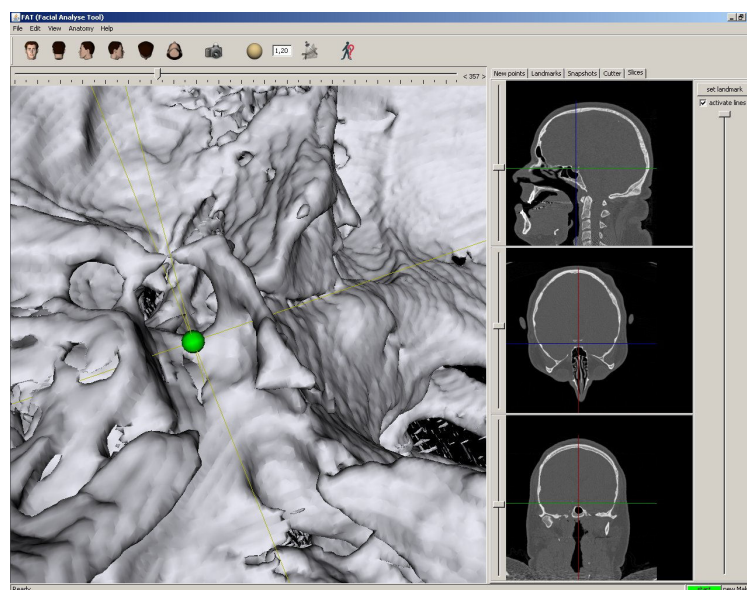 FAT (Facial Analyse Tool)
File Edit View Anatomy Help
1,20
< 357 >
New points Landmarks Snapshots Cutter Slices
set landmark
activate lines
Ready
start